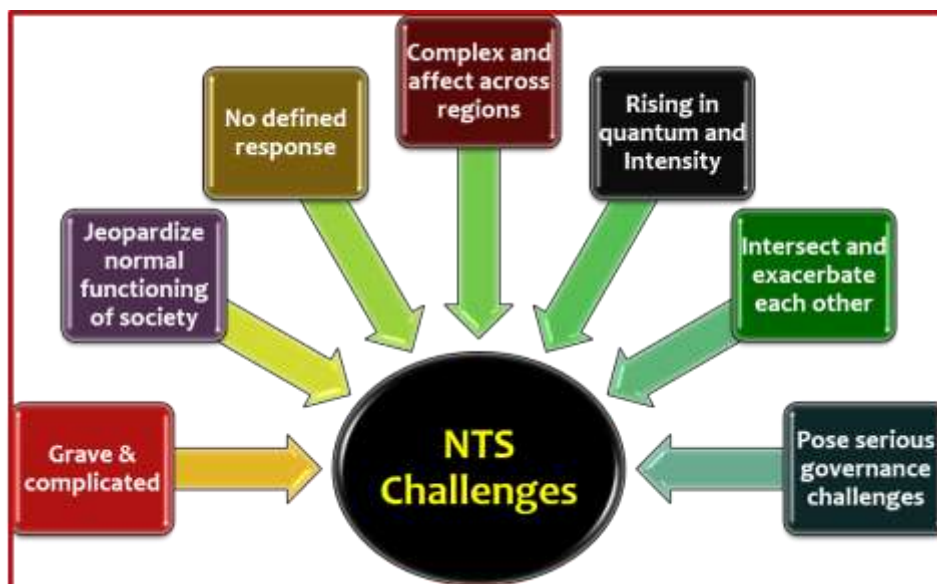 Complex and
affect across
regions
No defined
response
Rising in
quantum and
Intensity
Jeopardize
normal
functioning
of society
Intersect and
exacerbate
each other
Grave &
complicated
NTS
Challenges
Pose serious
governance
challenges